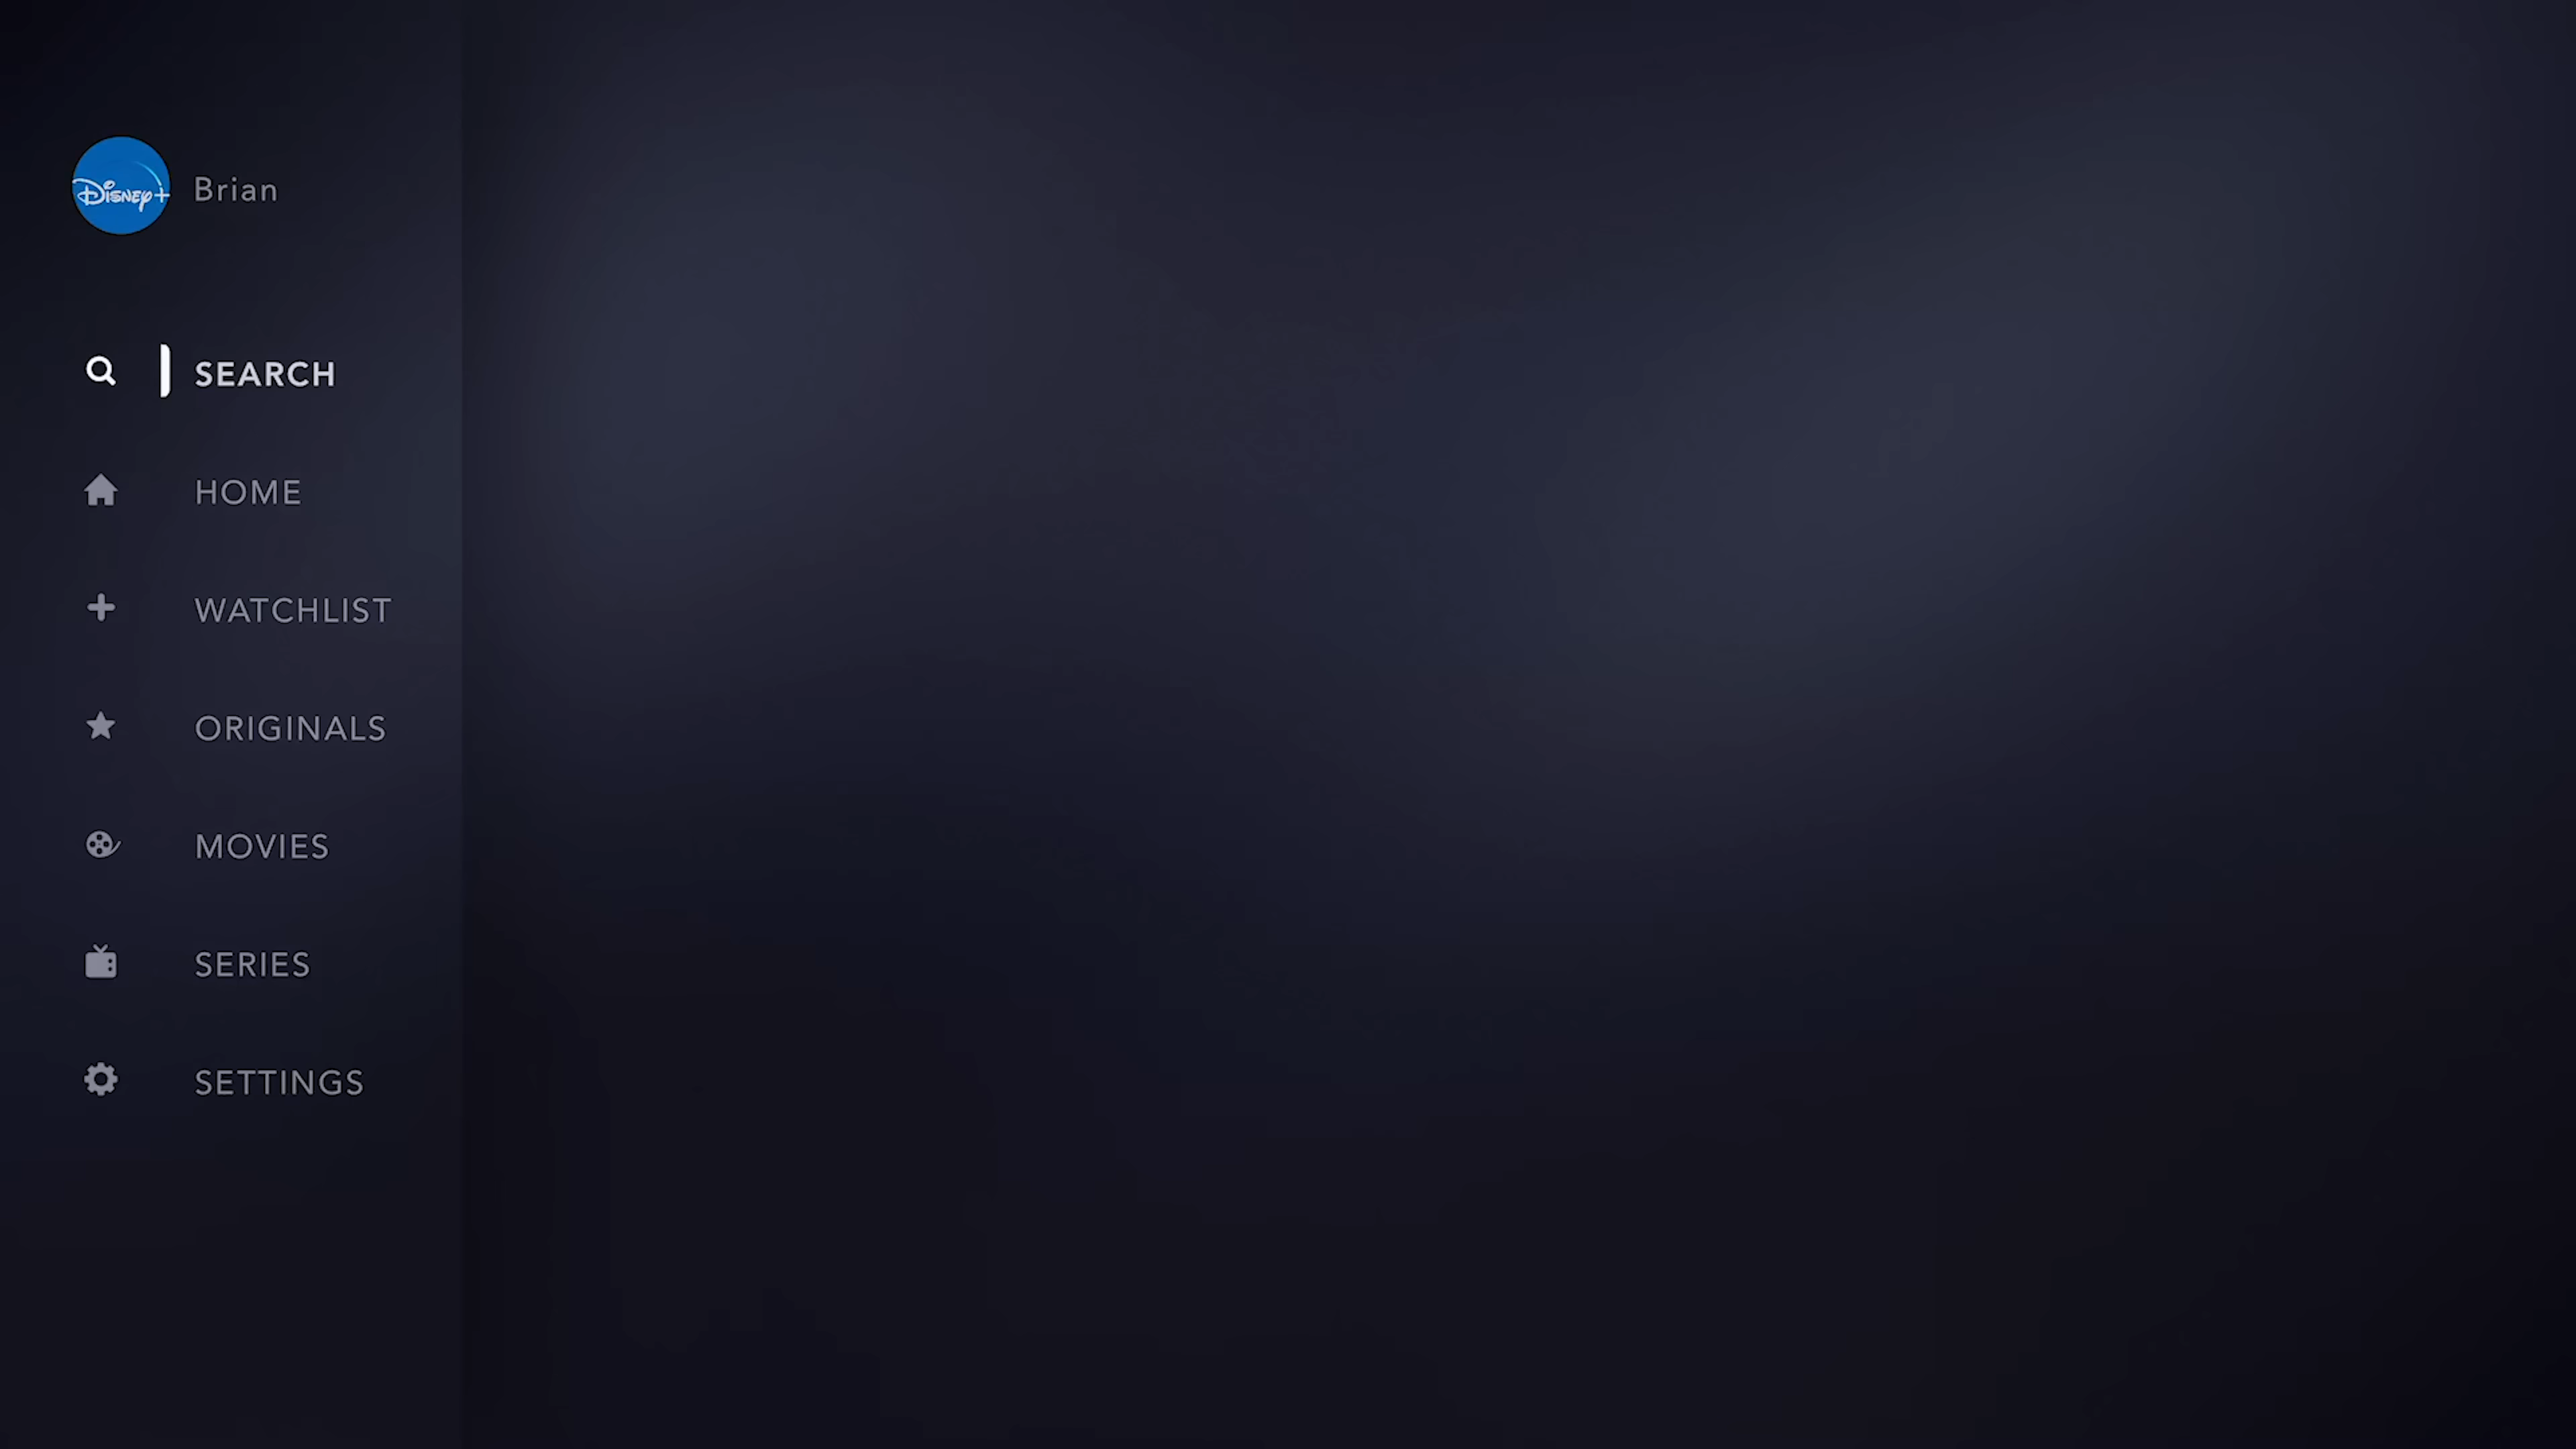 Disney+
Brian
SEARCH
HOME
WATCHLIST
ORIGINALS
MOVIES
SERIES
SETTINGS